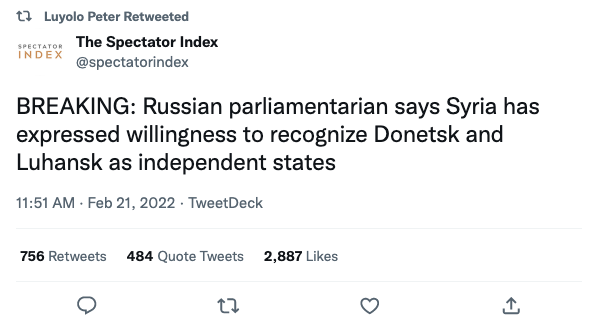 Luyolo Peter Retweeted
SPECTATOR
INDEX
The Spectator Index
@spectatorindex
BREAKING: Russian parliamentarian says Syria has
expressed willingness to recognize Donetsk and
Luhansk as independent states
11:51 AM · Feb 21, 2022 · TweetDeck
756 Retweets 484 Quote Tweets 2,887 Likes